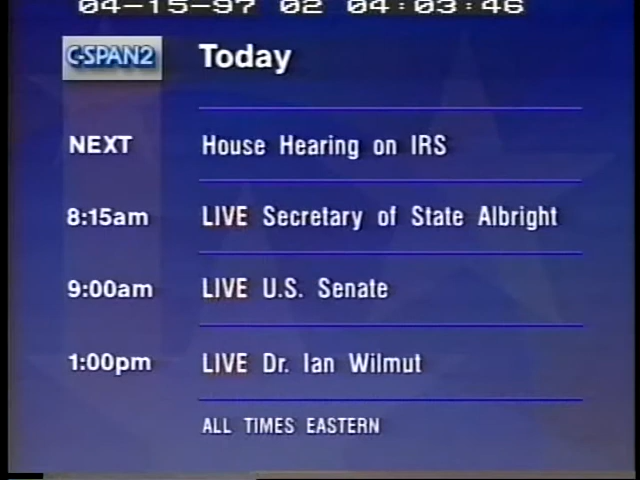 04-15-97 02 04:03:46
C-SPAN2 Today
NEXT House Hearing on IRS
8:15am LIVE Secretary of State Albright
9:00am LIVE U.S. Senate
1:00pm LIVE Dr. Ian Wilmut
ALL TIMES EASTERN